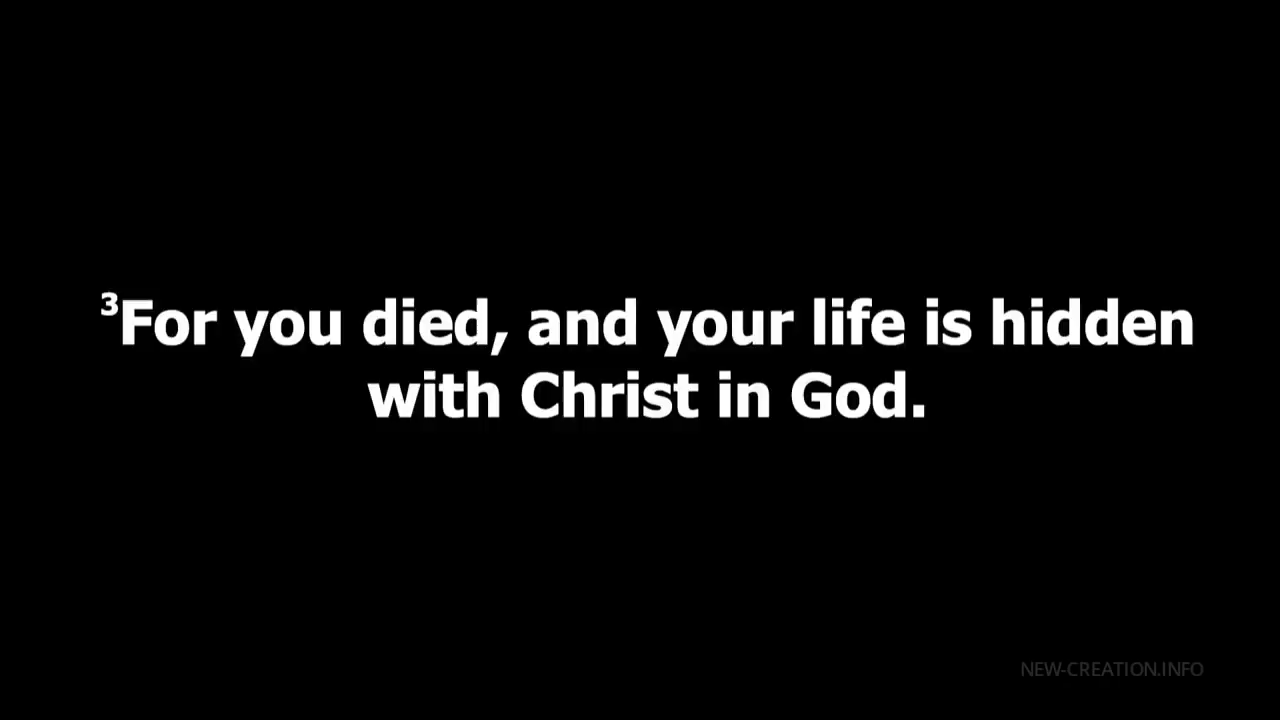 ³For you died, and your life is hidden
with Christ in God.
NEW-CREATION.INFO